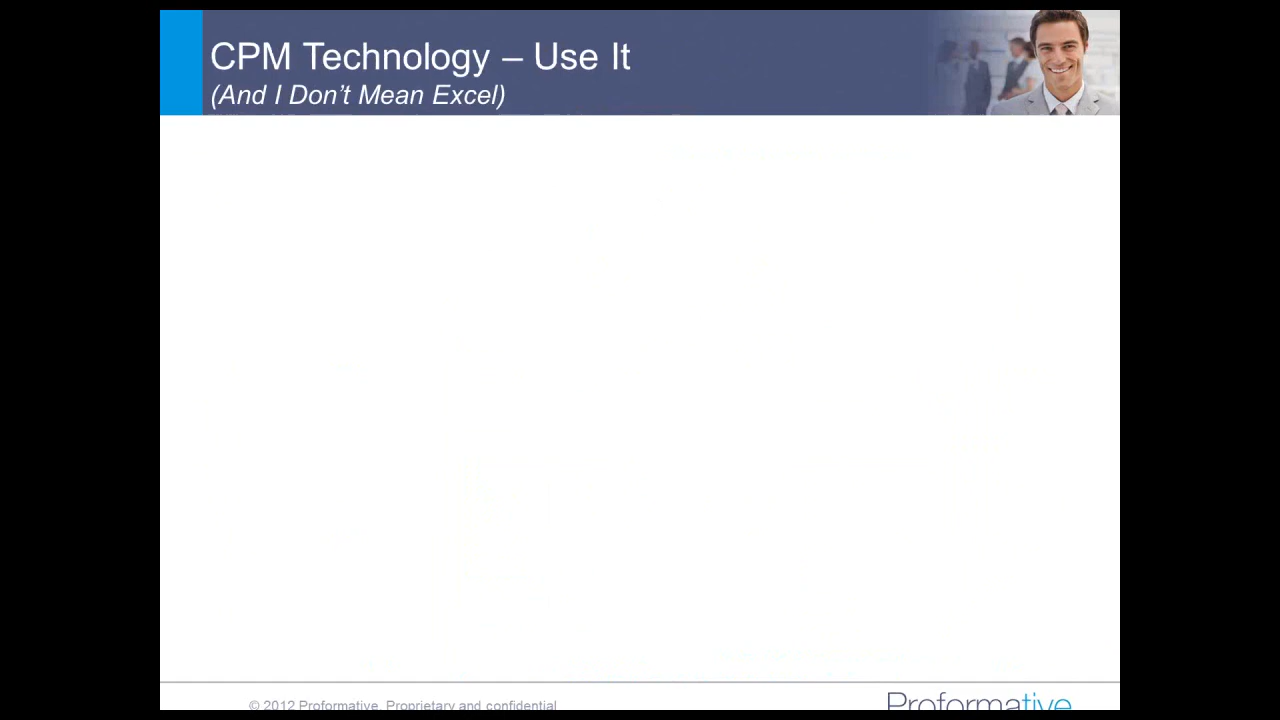 CPM Technology – Use It
(And I Don’t Mean Excel)
© 2012 Proformative. Proprietary and confidential
Proformative